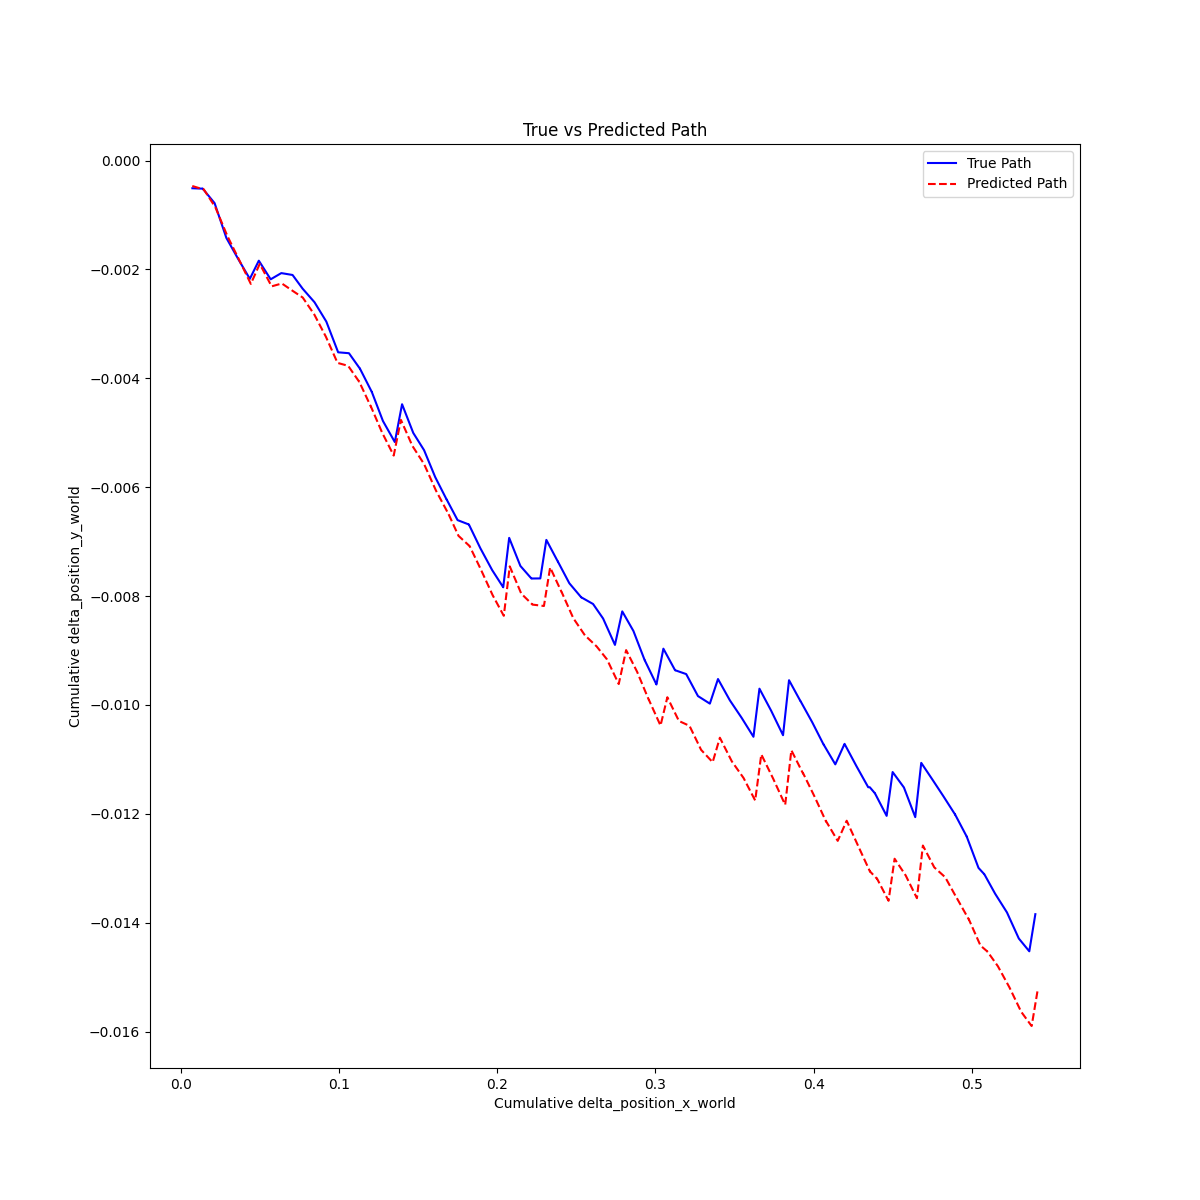 True vs Predicted Path
True Path
Predicted Path
0.000
−0.002
−0.004
−0.006
−0.008
−0.010
−0.012
−0.014
−0.016
Cumulative delta_position_y_world
0.0 0.1 0.2 0.3 0.4 0.5
Cumulative delta_position_x_world